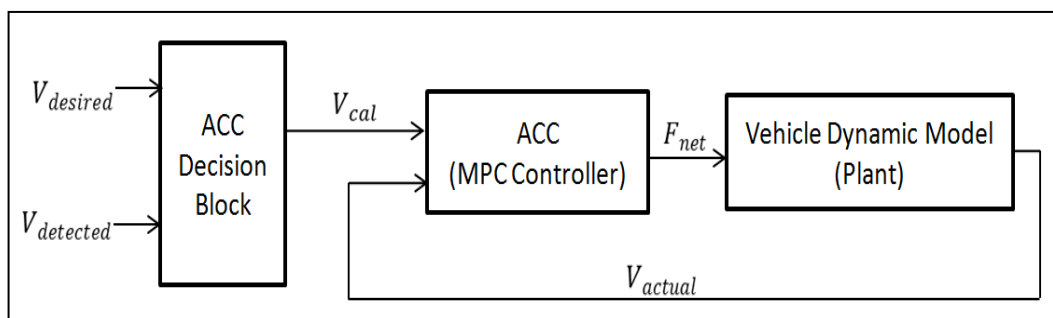 V_desired
V_detected
ACC
Decision
Block
V_cal
ACC
(MPC Controller)
F_net
Vehicle Dynamic Model
(Plant)
V_actual